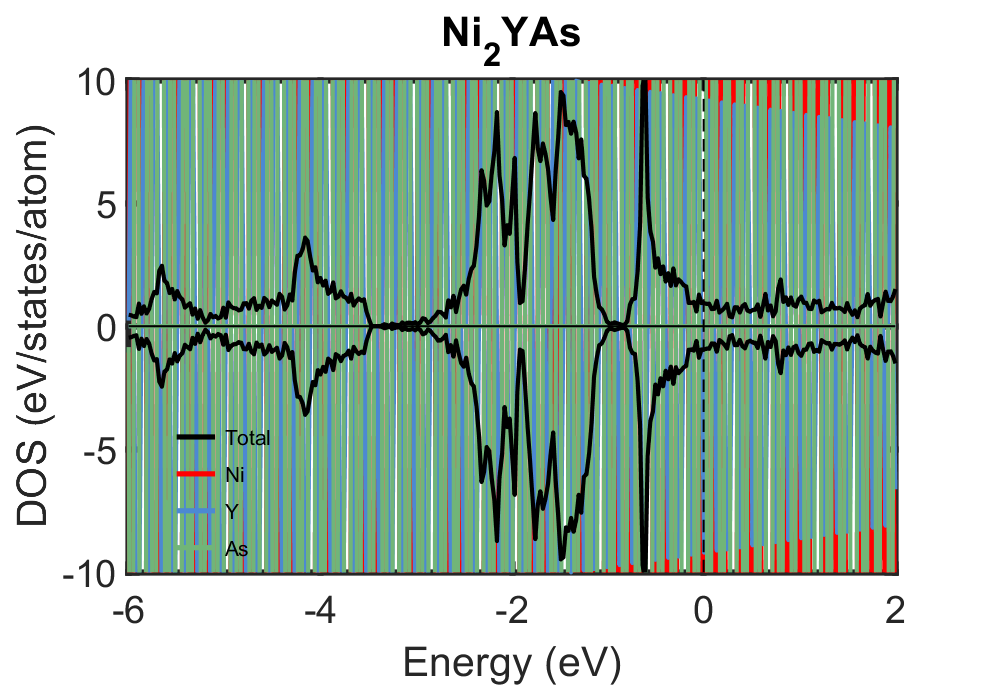 Ni₂YAs
DOS (eV/states/atom)
10
5
0
-5
-10
Total
Ni
Y
As
-6 -4 -2 0 2
Energy (eV)